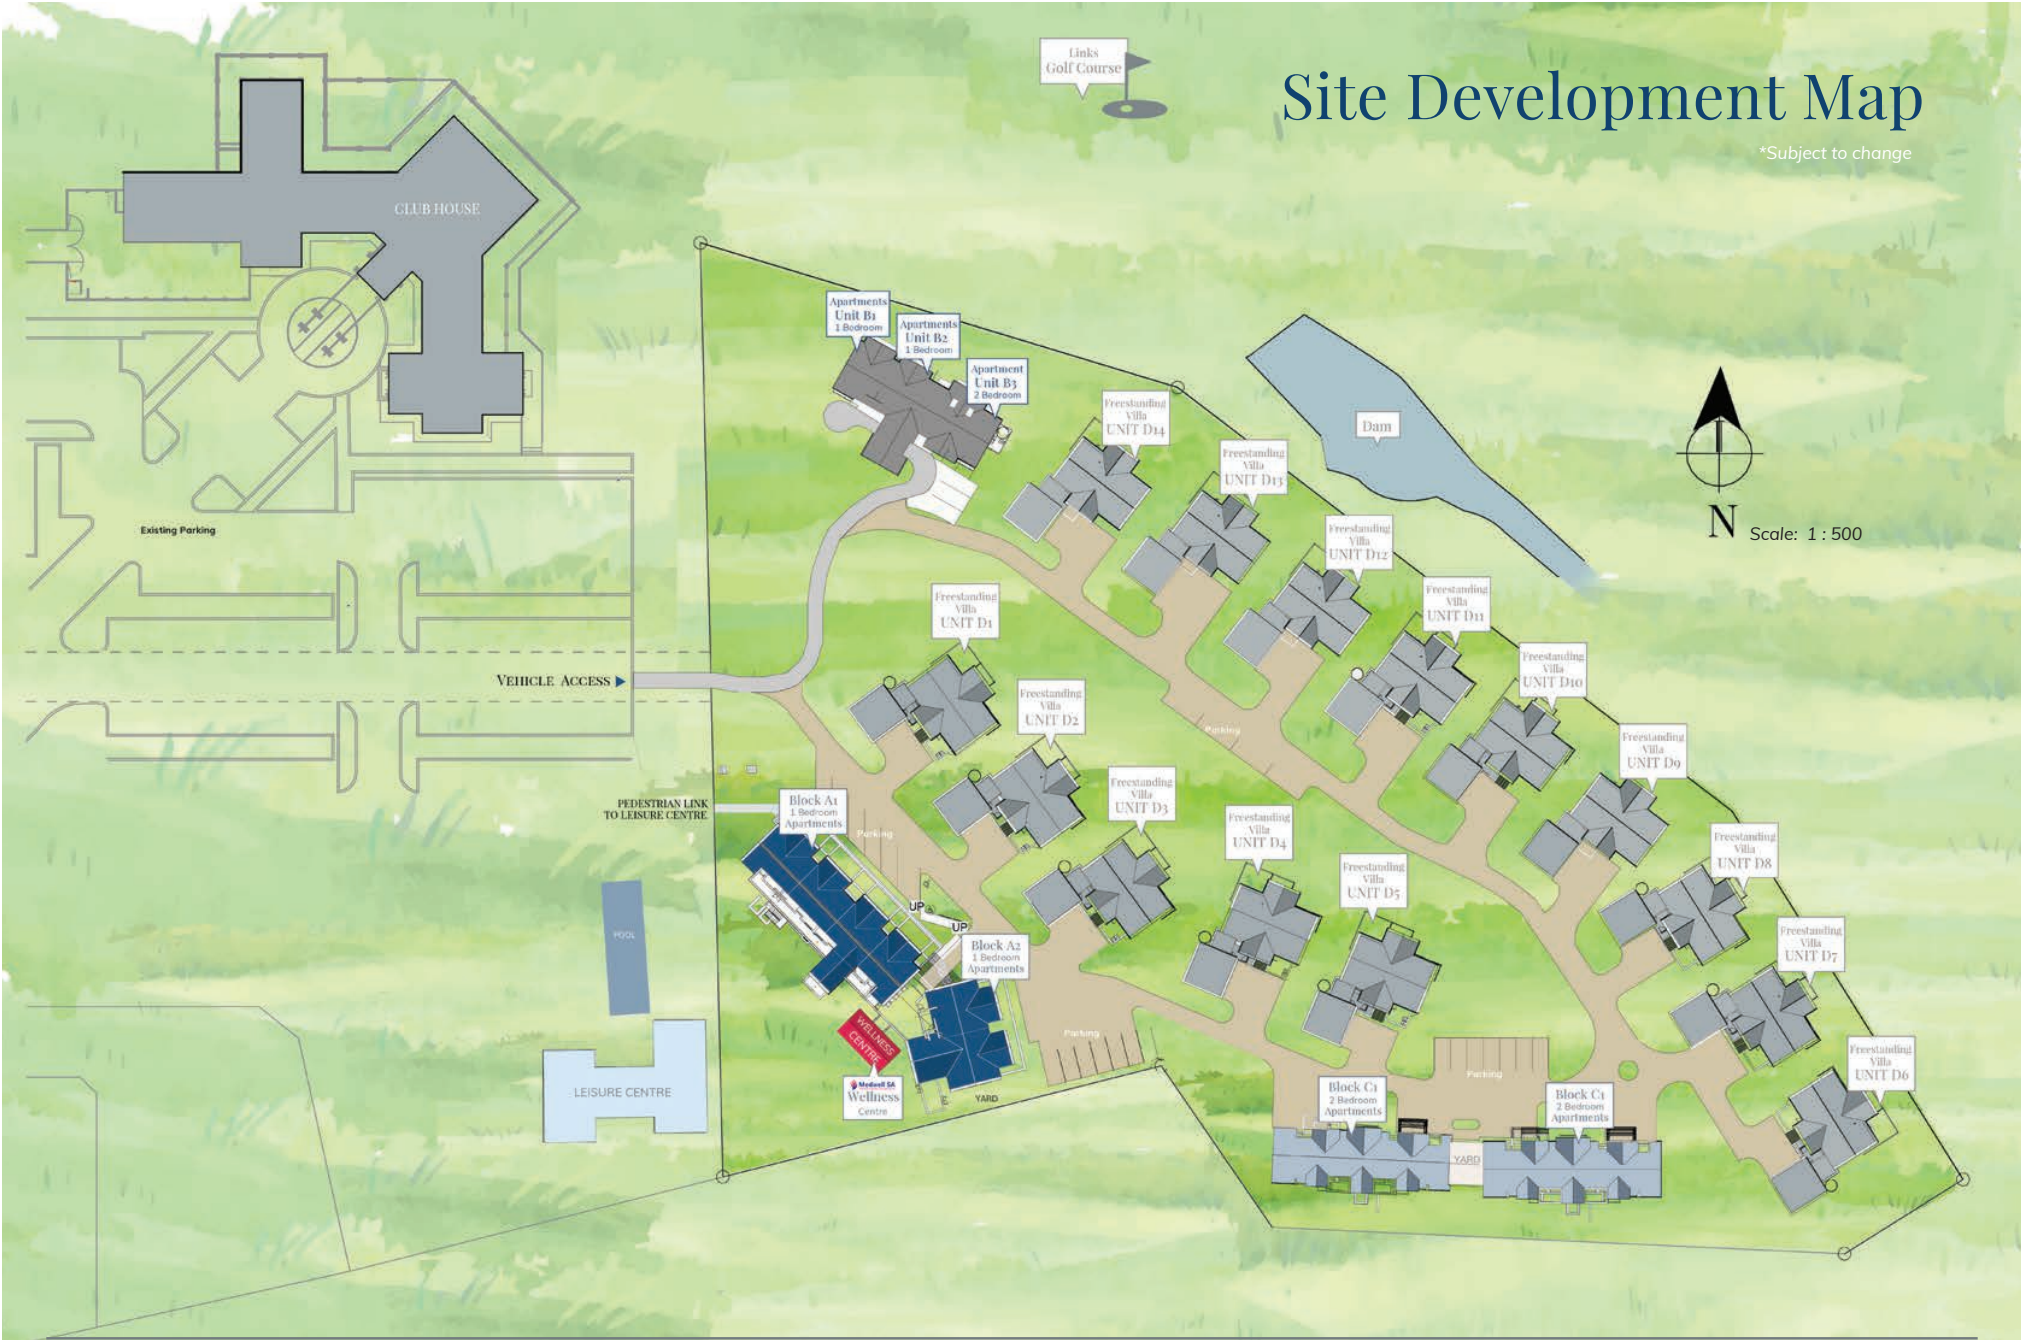 Links
Golf Course
Site Development Map
*Subject to change
CLUB HOUSE
Apartments
Unit B1
1 Bedroom
Apartments
Unit B2
1 Bedroom
Apartment
Unit B3
2 Bedroom
Freestanding
Villa
UNIT D14
Freestanding
Villa
UNIT D13
Dam
Freestanding
Villa
UNIT D12
N
Scale: 1 : 500
Existing Parking
Freestanding
Villa
UNIT D1
Freestanding
Villa
UNIT D11
Freestanding
Villa
UNIT D10
VEHICLE ACCESS
Freestanding
Villa
UNIT D2
Parking
Freestanding
Villa
UNIT D9
Freestanding
Villa
UNIT D3
PEDESTRIAN LINK
TO LEISURE CENTRE
Block A1
1 Bedroom
Apartments
Parking
Freestanding
Villa
UNIT D4
Freestanding
Villa
UNIT D8
Freestanding
Villa
UNIT D5
UP
UP
POOL
Block A2
1 Bedroom
Apartments
Freestanding
Villa
UNIT D7
WELLNESS
CENTRE
Parking
Freestanding
Villa
UNIT D6
Parking
LEISURE CENTRE
Medwell SA
Wellness
Centre
YARD
Block C1
2 Bedroom
Apartments
Block C1
2 Bedroom
Apartments
YARD